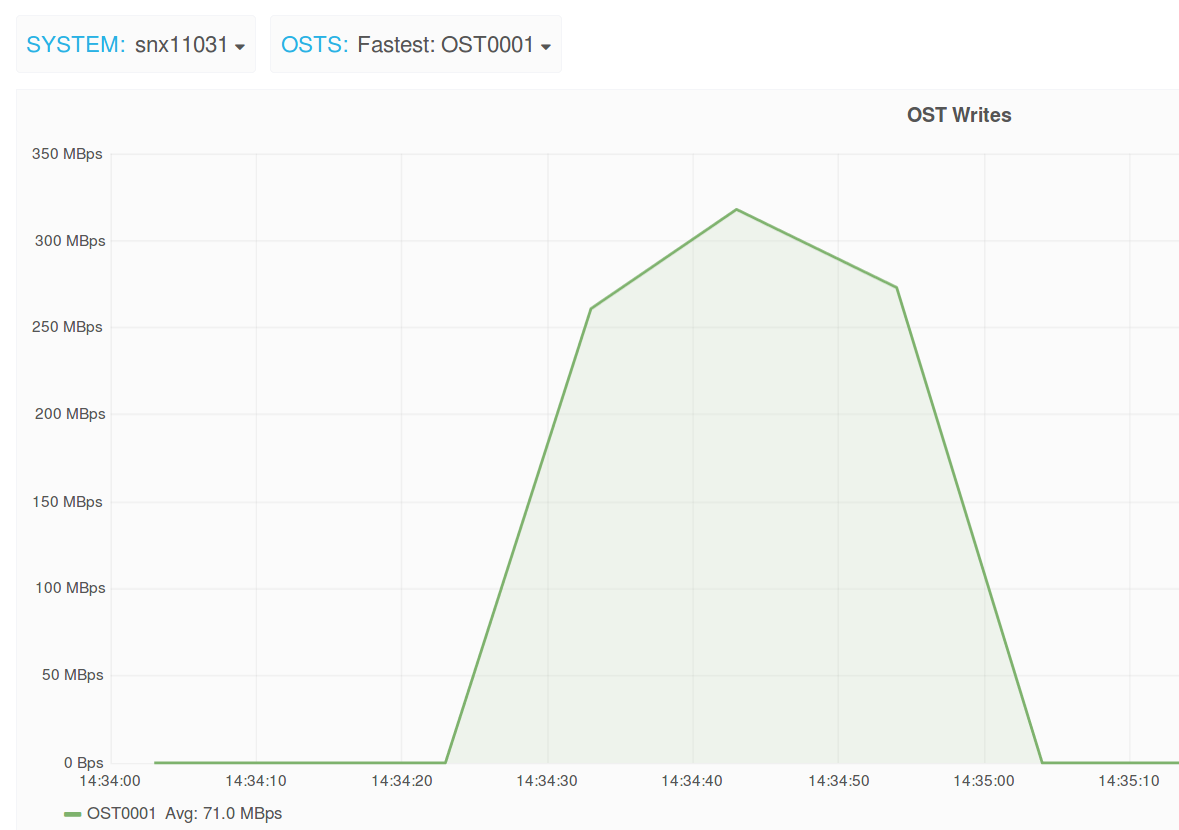 SYSTEM: snx11031 OSTS: Fastest: OST0001
OST Writes
350 MBps
300 MBps
250 MBps
200 MBps
150 MBps
100 MBps
50 MBps
0 Bps
14:34:00 14:34:10 14:34:20 14:34:30 14:34:40 14:34:50 14:35:00 14:35:10
OST0001 Avg: 71.0 MBps